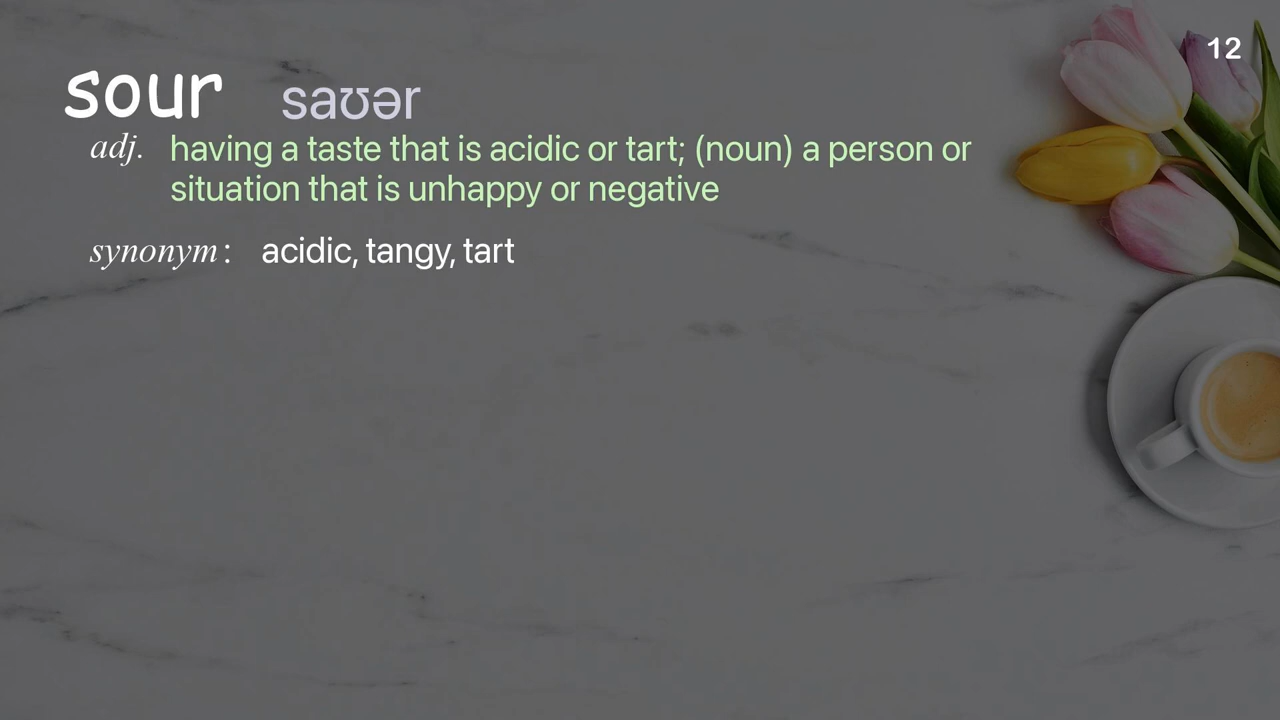 12
sour saʊər
adj. having a taste that is acidic or tart; (noun) a person or
situation that is unhappy or negative
synonym: acidic, tangy, tart